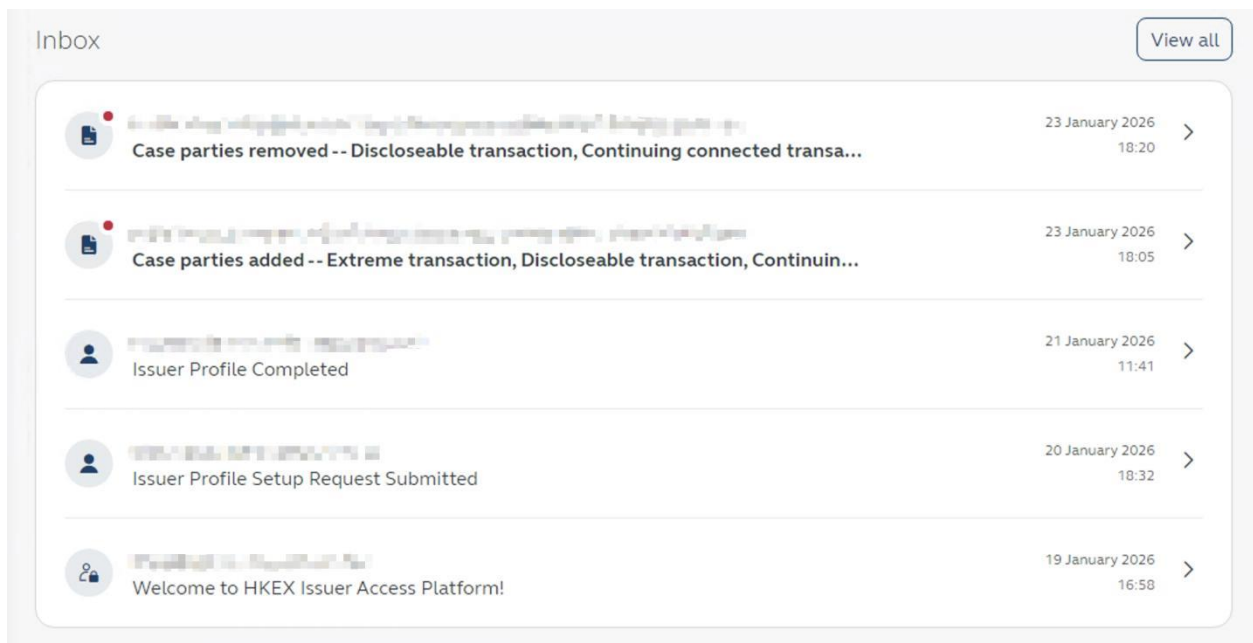 Inbox
View all
23 January 2026
Case parties removed -- Discloseable transaction, Continuing connected transa...
18:20
23 January 2026
Case parties added -- Extreme transaction, Discloseable transaction, Continuin...
18:05
21 January 2026
Issuer Profile Completed
11:41
20 January 2026
Issuer Profile Setup Request Submitted
18:32
19 January 2026
Welcome to HKEX Issuer Access Platform!
16:58